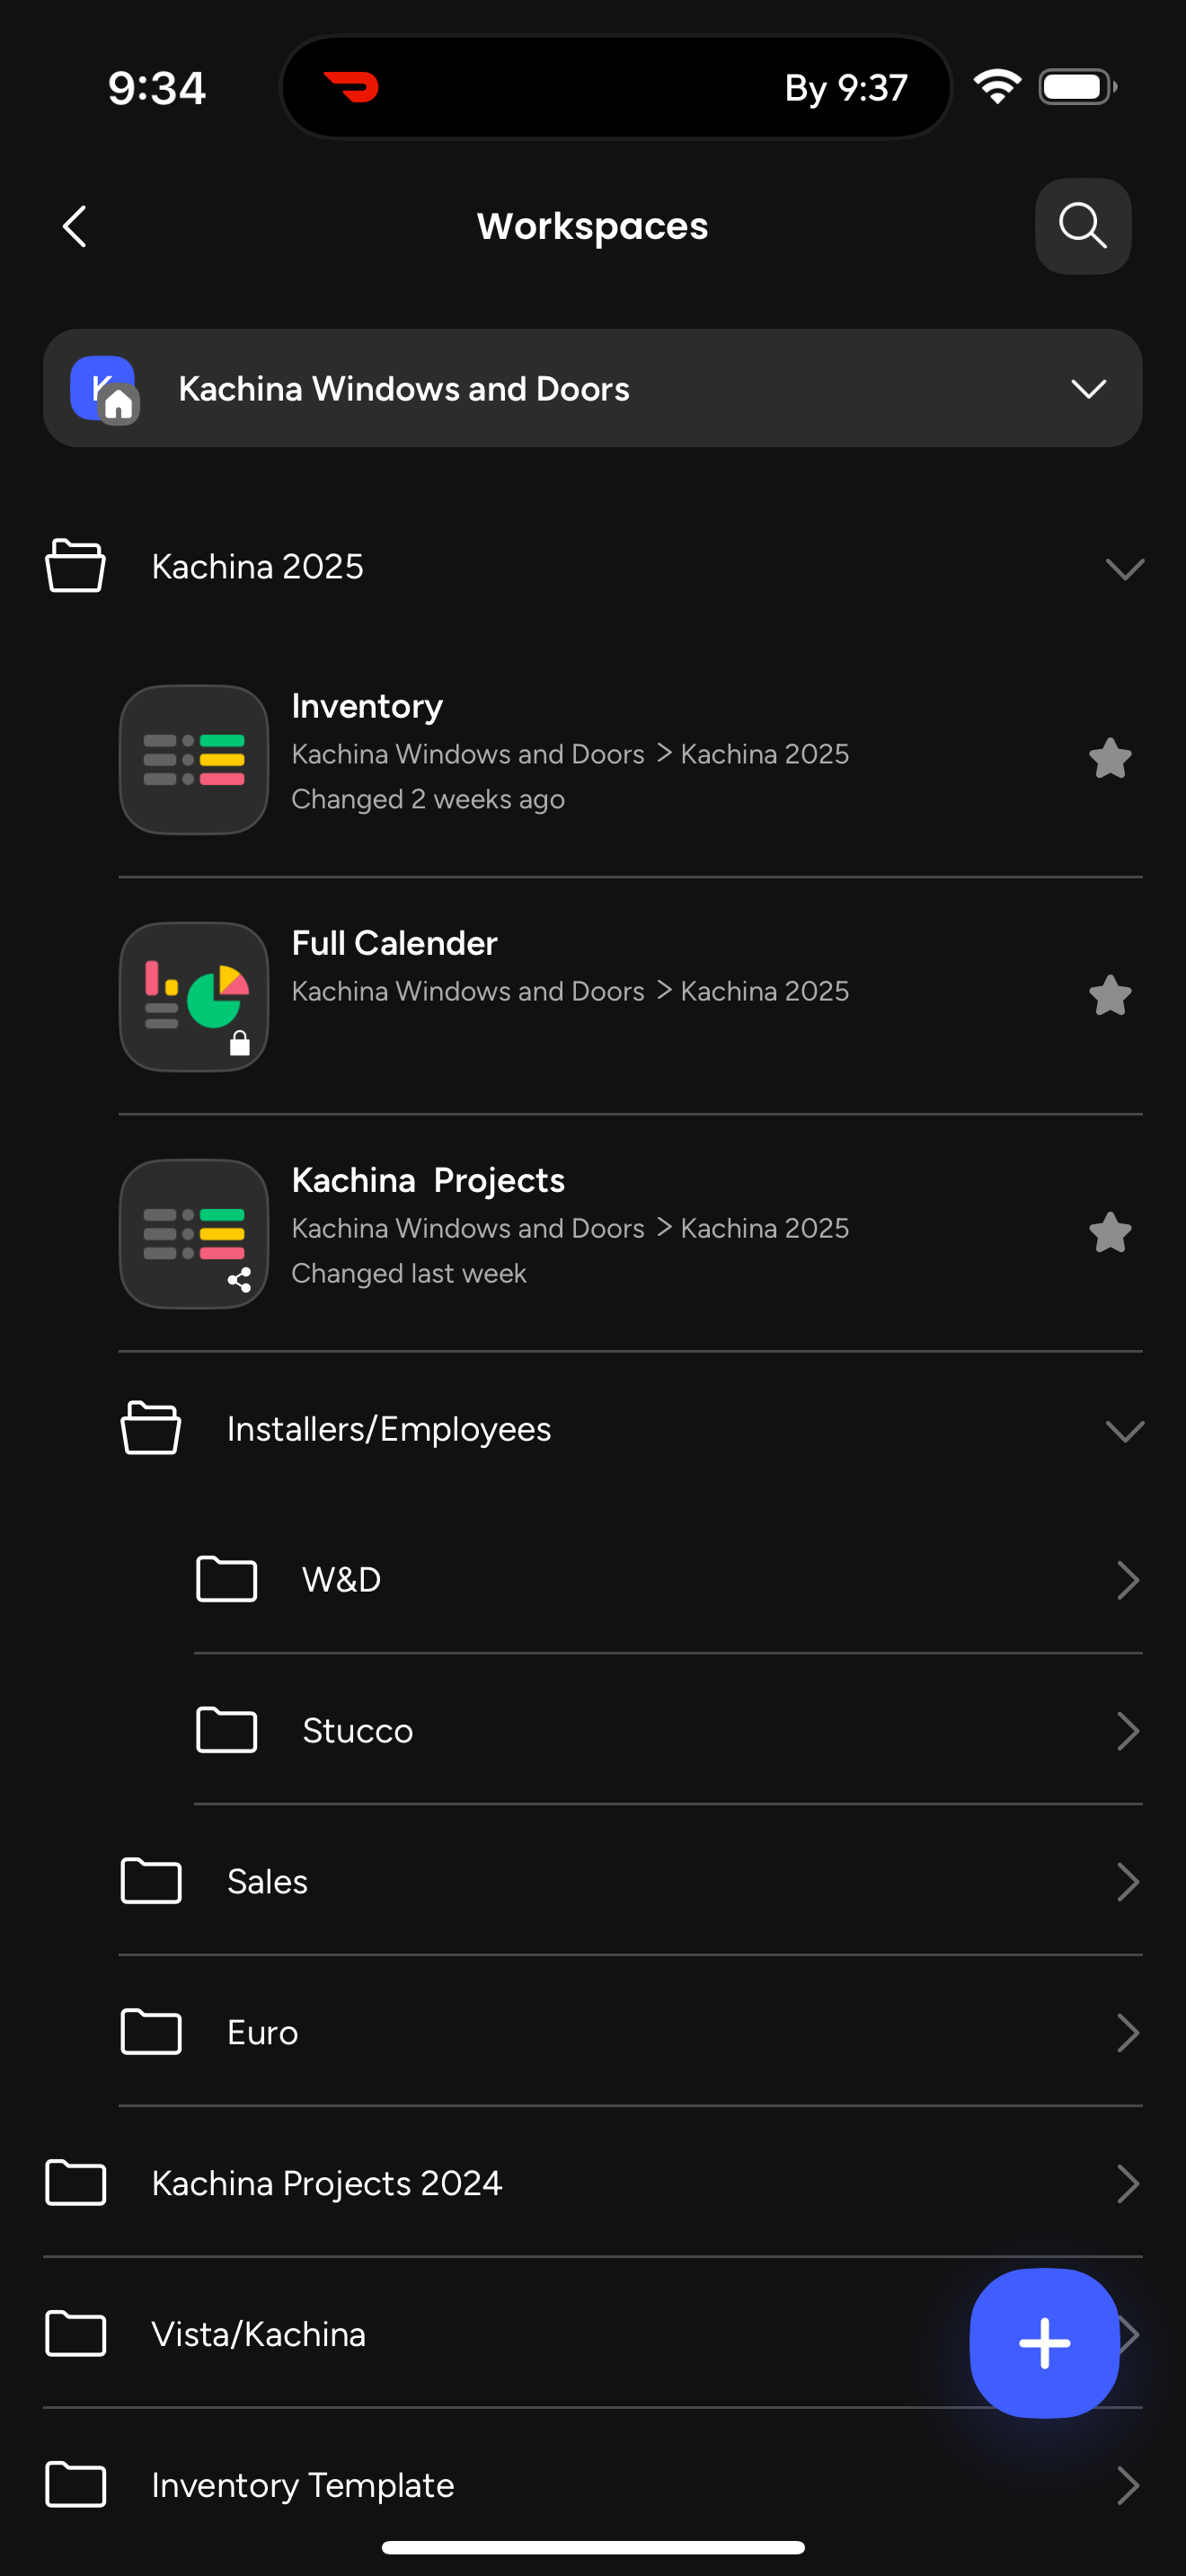 9:34
By 9:37
Workspaces
K
Kachina Windows and Doors
Kachina 2025
Inventory
Kachina Windows and Doors > Kachina 2025
Changed 2 weeks ago
Full Calender
Kachina Windows and Doors > Kachina 2025
Kachina  Projects
Kachina Windows and Doors > Kachina 2025
Changed last week
Installers/Employees
W&D
Stucco
Sales
Euro
Kachina Projects 2024
Vista/Kachina
Inventory Template